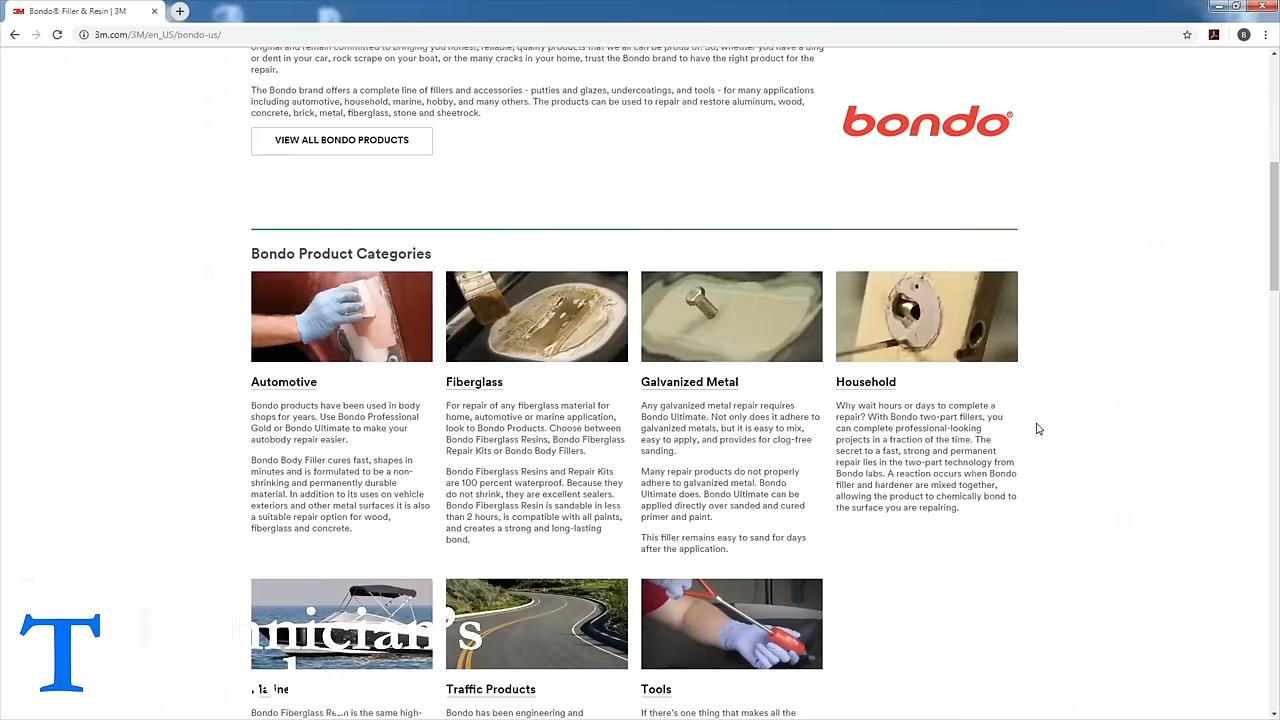 3M Bondo® Filler & Resin | 3M
3m.com/3M/en_US/bondo-us/
B
original and remain committed to bringing you honest, reliable, quality products that we all can be proud of. So, whether you have a ding
or dent in your car, rock scrape on your boat, or the many cracks in your home, trust the Bondo brand to have the right product for the
repair.
The Bondo brand offers a complete line of fillers and accessories - putties and glazes, undercoatings, and tools - for many applications
including automotive, household, marine, hobby, and many others. The products can be used to repair and restore aluminum, wood,
concrete, brick, metal, fiberglass, stone and sheetrock.
VIEW ALL BONDO PRODUCTS
bondo®
Bondo Product Categories
Automotive
Bondo products have been used in body
shops for years. Use Bondo Professional
Gold or Bondo Ultimate to make your
autobody repair easier.
Bondo Body Filler cures fast, shapes in
minutes and is formulated to be a non-
shrinking and permanently durable
material. In addition to its uses on vehicle
exteriors and other metal surfaces it is also
a suitable repair option for wood,
fiberglass and concrete.
Fiberglass
For repair of any fiberglass material for
home, automotive or marine application,
look to Bondo Products. Choose between
Bondo Fiberglass Resins, Bondo Fiberglass
Repair Kits or Bondo Body Fillers.
Bondo Fiberglass Resins and Repair Kits
are 100 percent waterproof. Because they
do not shrink, they are excellent sealers.
Bondo Fiberglass Resin is sandable in less
than 2 hours, is compatible with all paints,
and creates a strong and long-lasting
bond.
Galvanized Metal
Any galvanized metal repair requires
Bondo Ultimate. Not only does it adhere to
galvanized metals, but it is easy to mix,
easy to apply, and provides for clog-free
sanding.
Many repair products do not properly
adhere to galvanized metal. Bondo
Ultimate does. Bondo Ultimate can be
applied directly over sanded and cured
primer and paint.
This filler remains easy to sand for days
after the application.
Household
Why wait hours or days to complete a
repair? With Bondo two-part fillers, you
can complete professional-looking
projects in a fraction of the time. The
secret to a fast, strong and permanent
repair lies in the two-part technology from
Bondo labs. A reaction occurs when Bondo
filler and hardener are mixed together,
allowing the product to chemically bond to
the surface you are repairing.
T
hnician's
Marine
Bondo Fiberglass Resin is the same high-
Traffic Products
Bondo has been engineering and
Tools
If there's one thing that makes all the